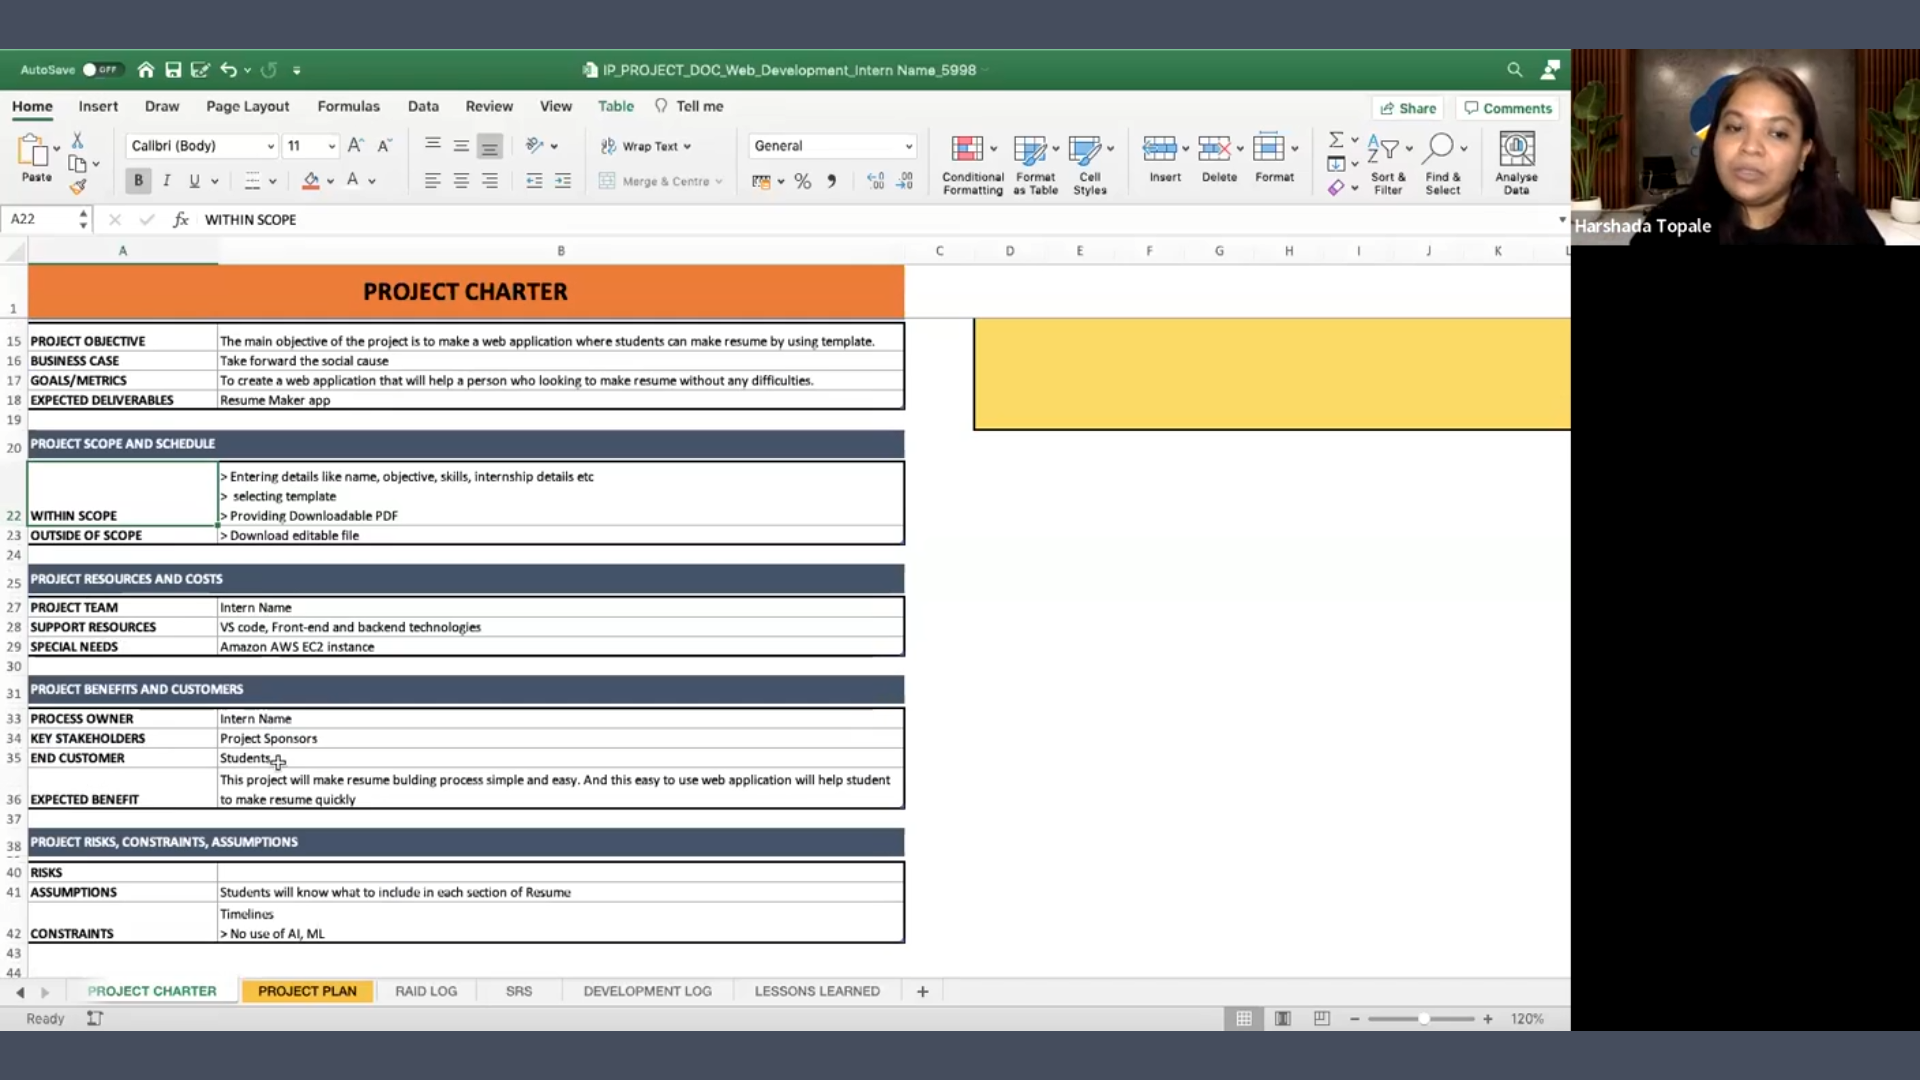 AutoSave OFF IP_PROJECT_DOC_Web_Development_Intern Name_5998
Home Insert Draw Page Layout Formulas Data Review View Table Tell me Share Comments
Calibri (Body) 11 Wrap Text General
Paste B I U Merge & Centre Conditional Formatting Format as Table Cell Styles Insert Delete Format Sort & Filter Find & Select Analyse Data
A22 fx WITHIN SCOPE
Harshada Topale
A B C D E F G H I J K L
1 PROJECT CHARTER
15 PROJECT OBJECTIVE The main objective of the project is to make a web application where students can make resume by using template.
16 BUSINESS CASE Take forward the social cause
17 GOALS/METRICS To create a web application that will help a person who looking to make resume without any difficulties.
18 EXPECTED DELIVERABLES Resume Maker app
19
20 PROJECT SCOPE AND SCHEDULE
> Entering details like name, objective, skills, internship details etc
> selecting template
22 WITHIN SCOPE > Providing Downloadable PDF
23 OUTSIDE OF SCOPE > Download editable file
24
25 PROJECT RESOURCES AND COSTS
27 PROJECT TEAM Intern Name
28 SUPPORT RESOURCES VS code, Front-end and backend technologies
29 SPECIAL NEEDS Amazon AWS EC2 instance
30
31 PROJECT BENEFITS AND CUSTOMERS
33 PROCESS OWNER Intern Name
34 KEY STAKEHOLDERS Project Sponsors
35 END CUSTOMER Students
This project will make resume bulding process simple and easy. And this easy to use web application will help student
36 EXPECTED BENEFIT to make resume quickly
37
38 PROJECT RISKS, CONSTRAINTS, ASSUMPTIONS
40 RISKS
41 ASSUMPTIONS Students will know what to include in each section of Resume
Timelines
42 CONSTRAINTS > No use of AI, ML
43
44
PROJECT CHARTER PROJECT PLAN RAID LOG SRS DEVELOPMENT LOG LESSONS LEARNED +
Ready 120%